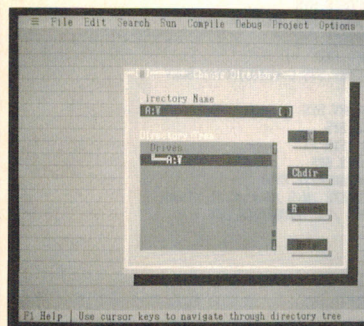 ≡ File Edit Search Run Compile Debug Project Options
Change Directory
irectory Name
A:¥
Directory Tree
Drives
A:¥
Chdir
F1 Help | Use cursor keys to navigate through directory tree